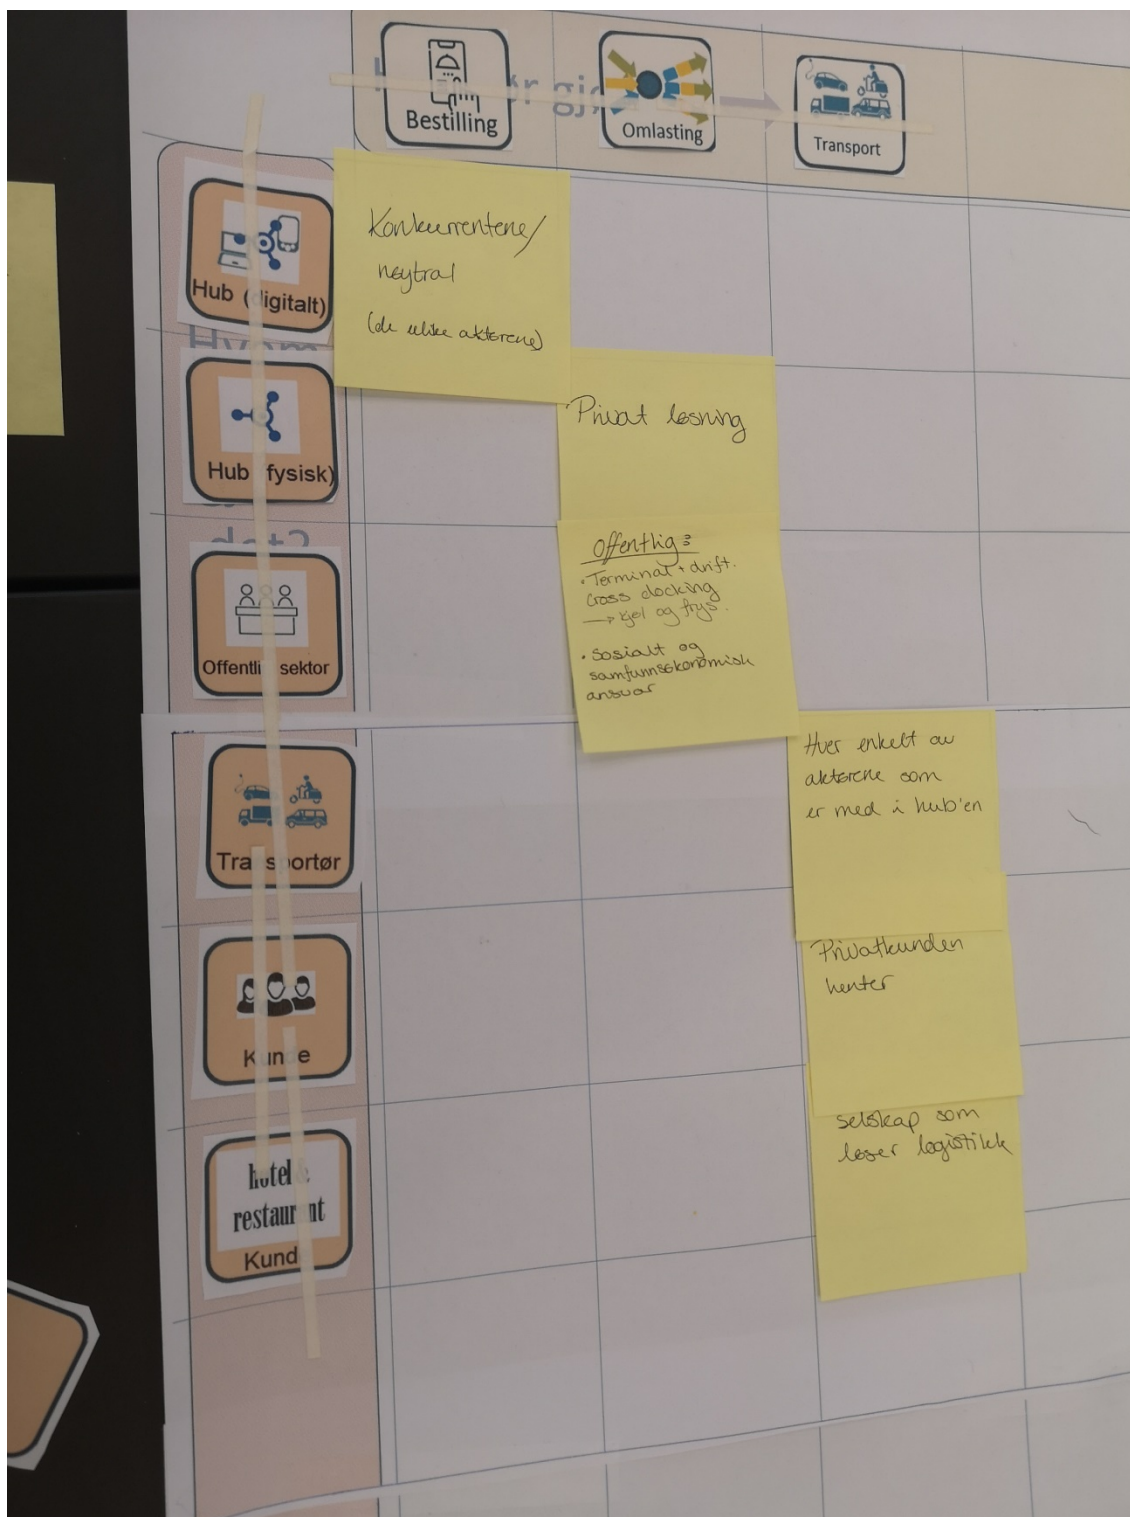 Bestilling
Omlasting
Transport
Hub (digitalt)
Konkurrentene/
nøytral
(de ulike aktørene)
Hub (fysisk)
Privat løsning
Offentlig sektor
Offentlig:
• Terminal + drift.
Cross docking
→ kjøl og frys.
• Sosialt og
samfunnsøkonomisk
ansvar
Transportør
Hver enkelt av
aktørene som
er med i hub'en
Kunde
Privatkunden
henter
hotel &
restaurant
Kunde
selskap som
løser logistikk